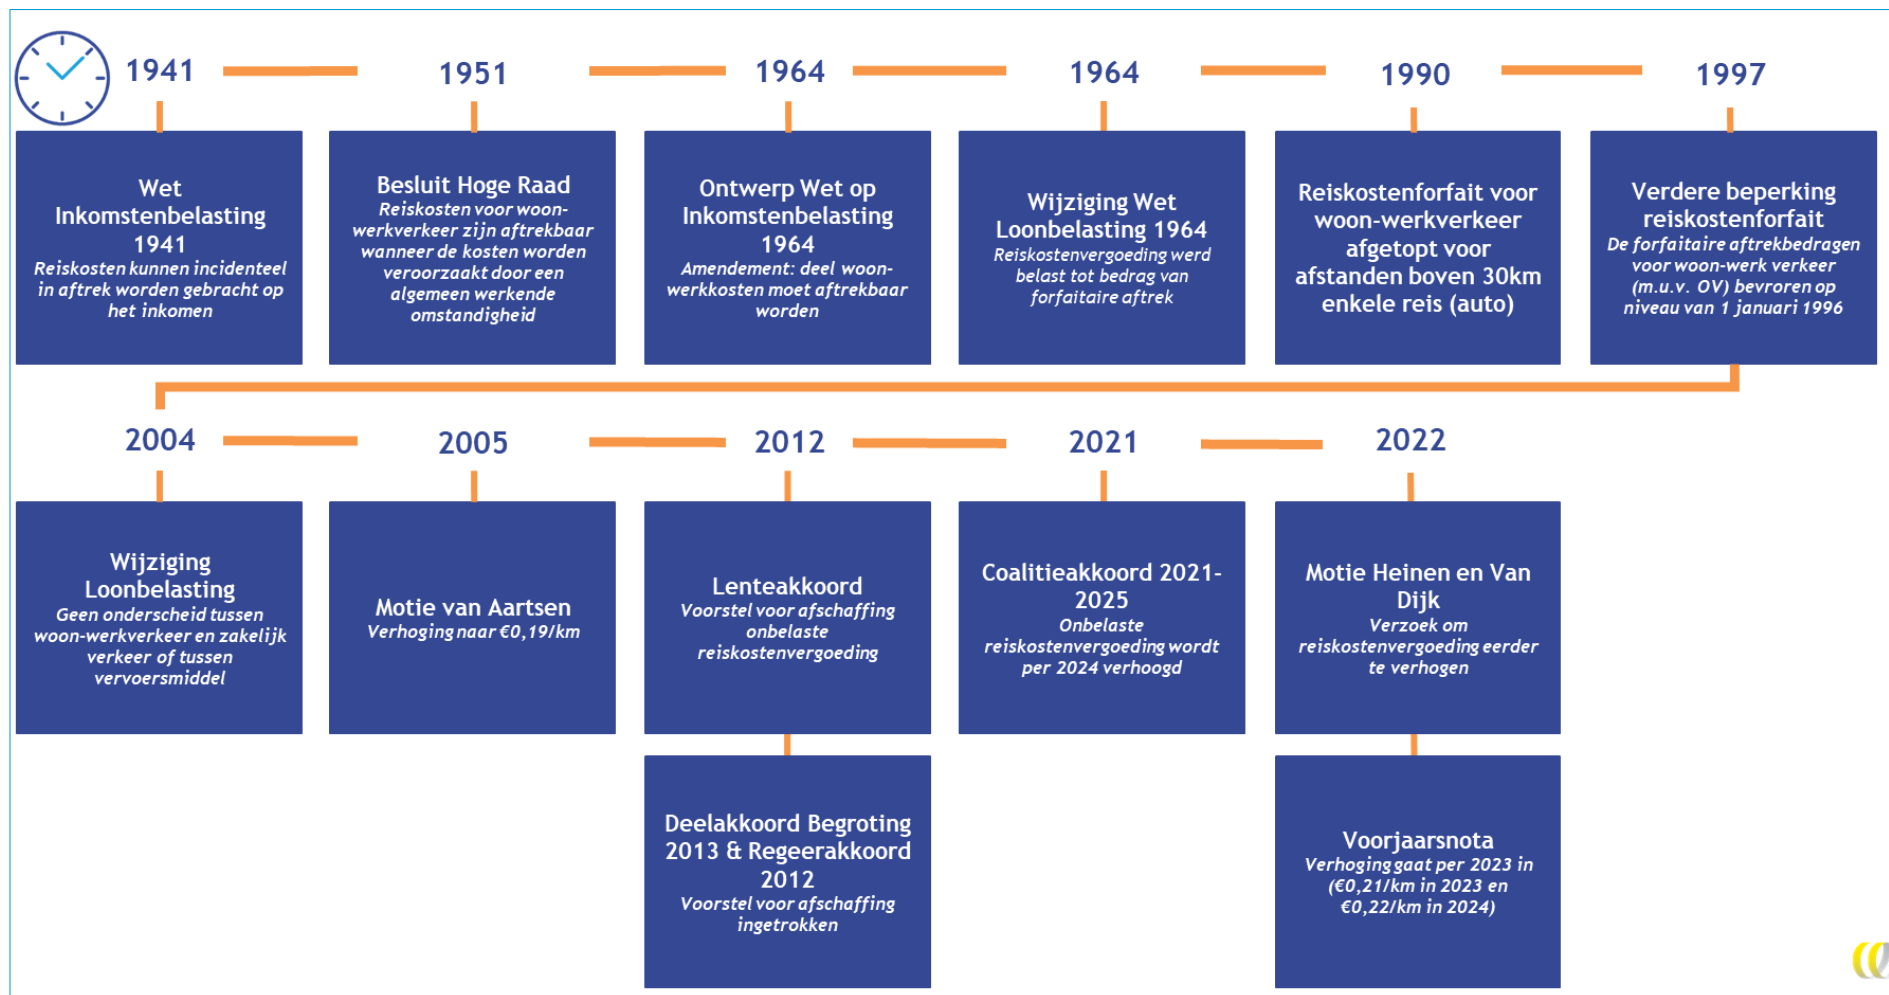 1941
Wet
Inkomstenbelasting
1941
Reiskosten kunnen incidenteel
in aftrek worden gebracht op
het inkomen
1951
Besluit Hoge Raad
Reiskosten voor woon-
werkverkeer zijn aftrekbaar
wanneer de kosten worden
veroorzaakt door een
algemeen werkende
omstandigheid
1964
Ontwerp Wet op
Inkomstenbelasting
1964
Amendement: deel woon-
werkkosten moet aftrekbaar
worden
1964
Wijziging Wet
Loonbelasting 1964
Reiskostenvergoeding werd
belast tot bedrag van
forfaitaire aftrek
1990
Reiskostenforfait voor
woon-werkverkeer
afgetopt voor
afstanden boven 30km
enkele reis (auto)
1997
Verdere beperking
reiskostenforfait
De forfaitaire aftrekbedragen
voor woon-werk verkeer
(m.u.v. OV) bevroren op
niveau van 1 januari 1996
2004
Wijziging
Loonbelasting
Geen onderscheid tussen
woon-werkverkeer en zakelijk
verkeer of tussen
vervoersmiddel
2005
Motie van Aartsen
Verhoging naar €0,19/km
2012
Lenteakkoord
Voorstel voor afschaffing
onbelaste
reiskostenvergoeding
Deelakkoord Begroting
2013 & Regeerakkoord
2012
Voorstel voor afschaffing
ingetrokken
2021
Coalitieakkoord 2021-
2025
Onbelaste
reiskostenvergoeding wordt
per 2024 verhoogd
2022
Motie Heinen en Van
Dijk
Verzoek om
reiskostenvergoeding eerder
te verhogen
Voorjaarsnota
Verhoging gaat per 2023 in
(€0,21/km in 2023 en
€0,22/km in 2024)